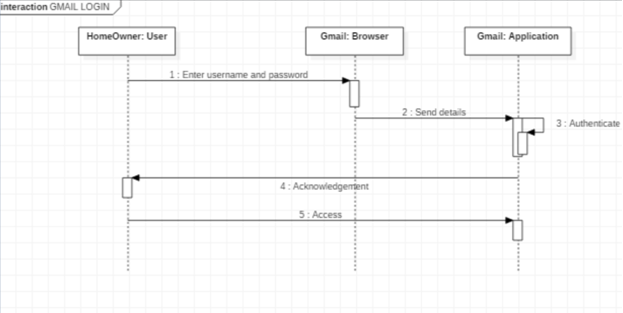 interaction GMAIL LOGIN
HomeOwner: User
Gmail: Browser
Gmail: Application
1 : Enter username and password
2 : Send details
3 : Authenticate
4 : Acknowledgement
5 : Access